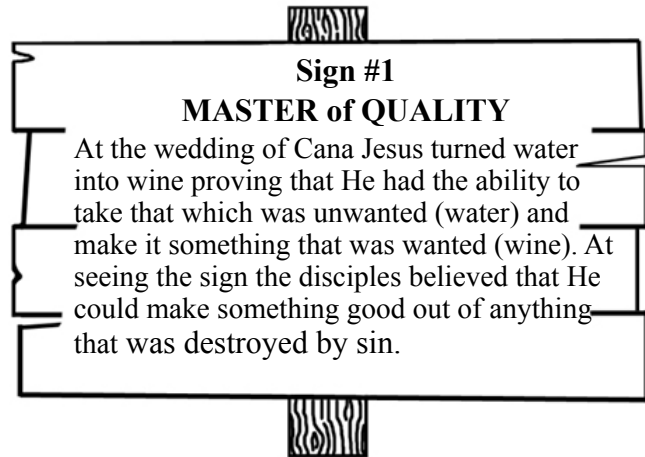 Sign #1
MASTER of QUALITY
At the wedding of Cana Jesus turned water
into wine proving that He had the ability to
take that which was unwanted (water) and
make it something that was wanted (wine). At
seeing the sign the disciples believed that He
could make something good out of anything
that was destroyed by sin.